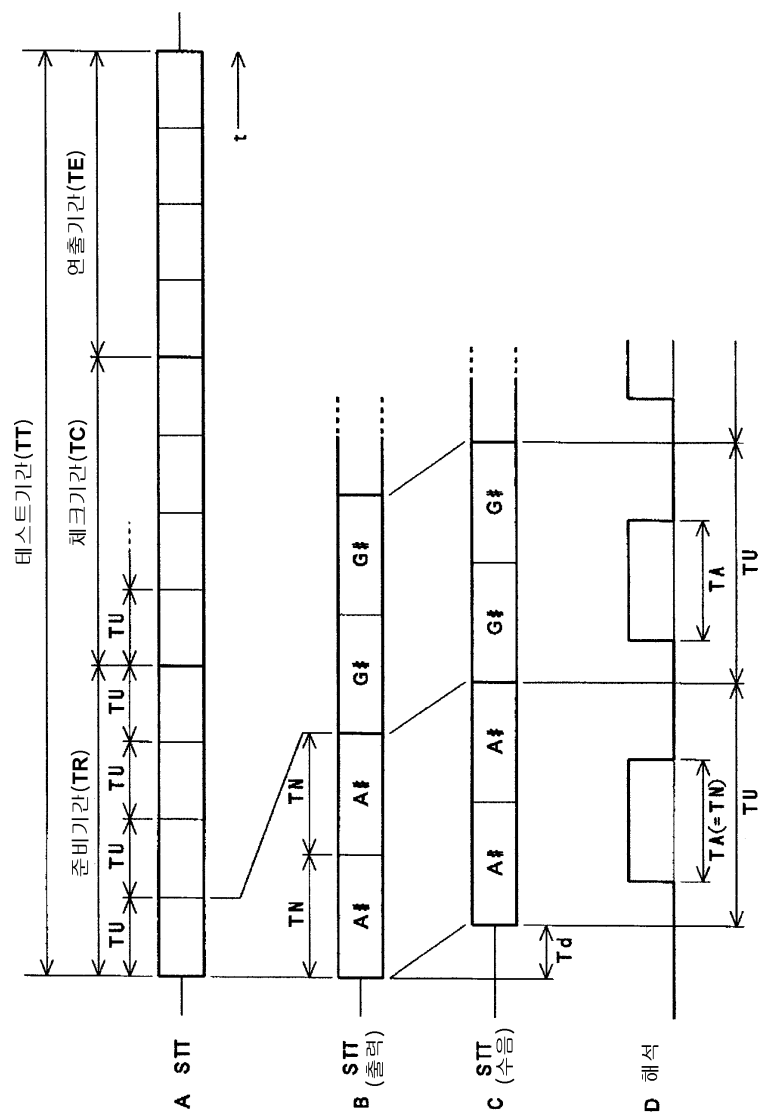 테스트기간(TT)
준비기간(TR)
체크기간(TC)
연출기간(TE)
TU
TU
TU
TU
TU
A STT
t
TN
TN
B STT
(출력)
A#
A#
G#
G#
C STT
(수음)
A#
A#
G#
G#
Td
D 해석
TA(=TN)
TA
TU
TU